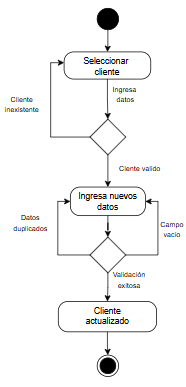 Seleccionar
cliente
Ingresa
datos
Cliente
inexistente
Cliente valido
Ingresa nuevos
datos
Datos
duplicados
Campo
vacio
Validación
exitosa
Cliente
actualizado